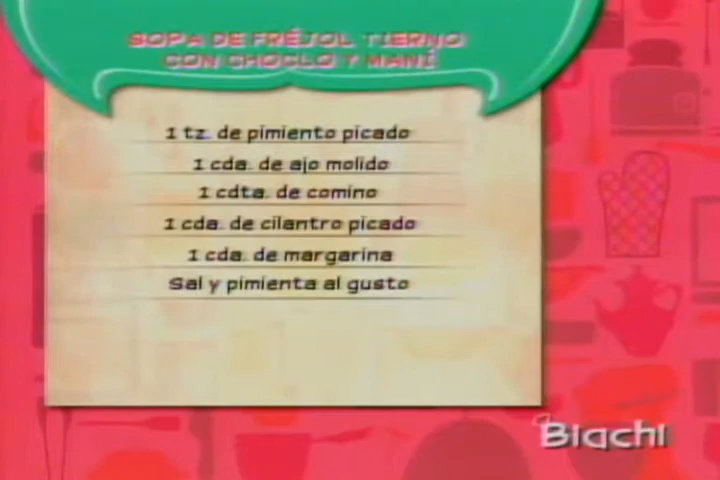 SOPA DE FRÉJOL TIERNO
CON CHOCLO Y MANÍ
1 tz. de pimiento picado
1 cda. de ajo molido
1 cdta. de comino
1 cda. de cilantro picado
1 cda. de margarina
Sal y pimienta al gusto
Biachi